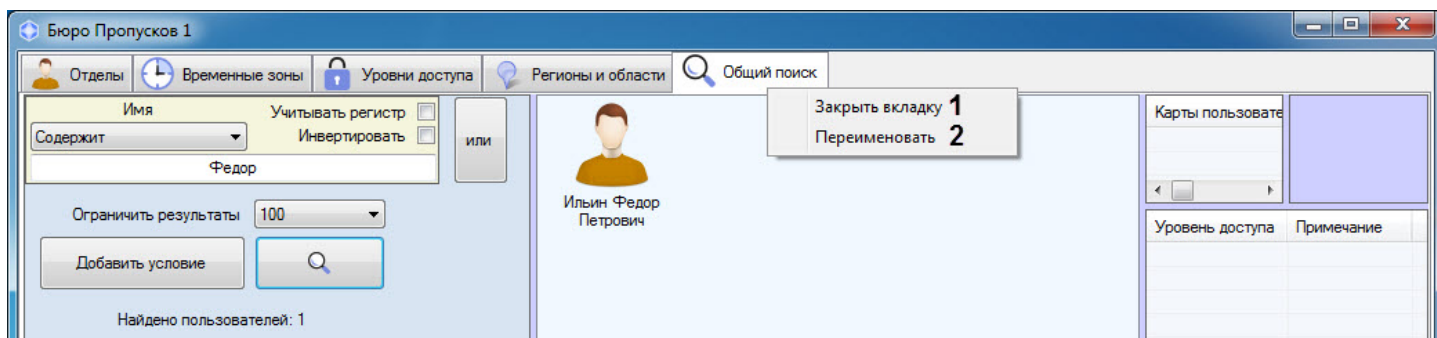 Бюро Пропусков 1
Отделы
Временные зоны
Уровни доступа
Регионы и области
Общий поиск
Имя
Учитывать регистр
Содержит
Инвертировать
или
Федор
Ограничить результаты
100
Добавить условие
Найдено пользователей: 1
Ильин Федор
Петрович
Закрыть вкладку 1
Переименовать 2
Карты пользовате
Уровень доступа
Примечание